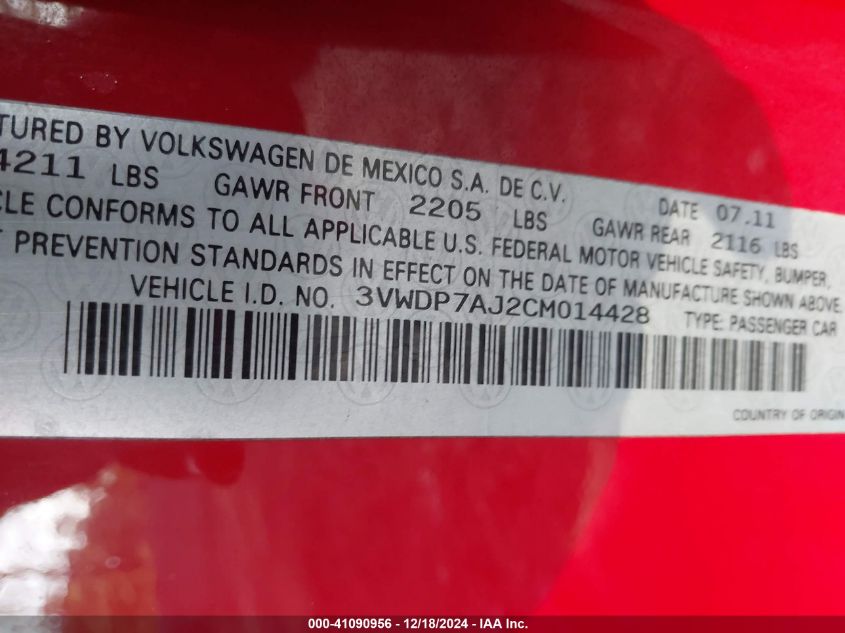 TURED BY VOLKSWAGEN DE MEXICO S.A. DE C.V. DATE 07.11
4211 LBS GAWR FRONT 2205 LBS GAWR REAR 2116 LBS
CLE CONFORMS TO ALL APPLICABLE U.S. FEDERAL MOTOR VEHICLE SAFETY, BUMPER,
T PREVENTION STANDARDS IN EFFECT ON THE DATE OF MANUFACTURE SHOWN ABOVE.
VEHICLE I.D. NO. 3VWDP7AJ2CM014428 TYPE: PASSENGER CAR
COUNTRY OF ORIGIN
000-41090956 - 12/18/2024 - IAA Inc.